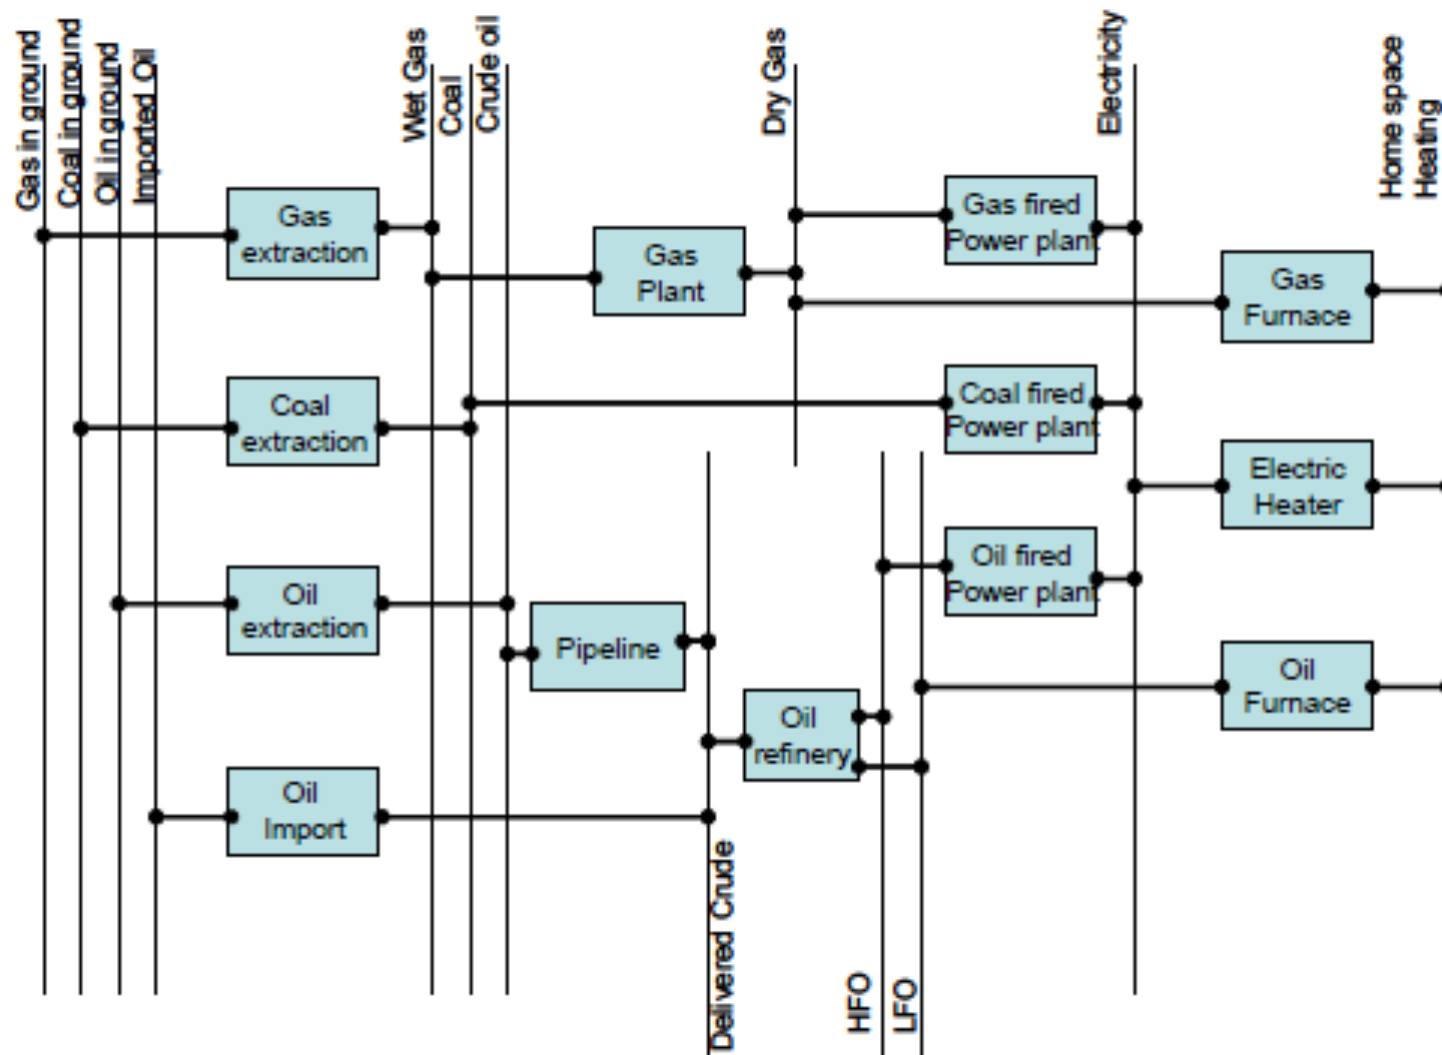 Gas in ground
Coal in ground
Oil in ground
Imported Oil
Wet Gas
Coal
Crude oil
Dry Gas
Electricity
Home space
Heating
Gas
extraction
Gas
Plant
Gas fired
Power plant
Gas
Furnace
Coal
extraction
Coal fired
Power plant
Electric
Heater
Oil
extraction
Pipeline
Oil fired
Power plant
Oil
refinery
Oil
Furnace
Oil
Import
Delivered Crude
HFO
LFO